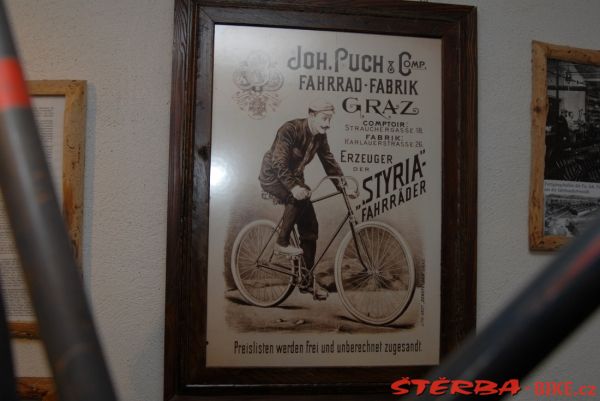 JOH. PUCH & COMP.
FAHRRAD-FABRIK
GRAZ
COMPTOIR:
STRAUCHERGASSE 18.
FABRIK:
KARLAUERSTRASSE 26.
ERZEUGER
DER
„STYRIA"
FAHRRÄDER
Preislisten werden frei und unberechnet zugesandt.
ŠTĚRBA-BIKE.cz